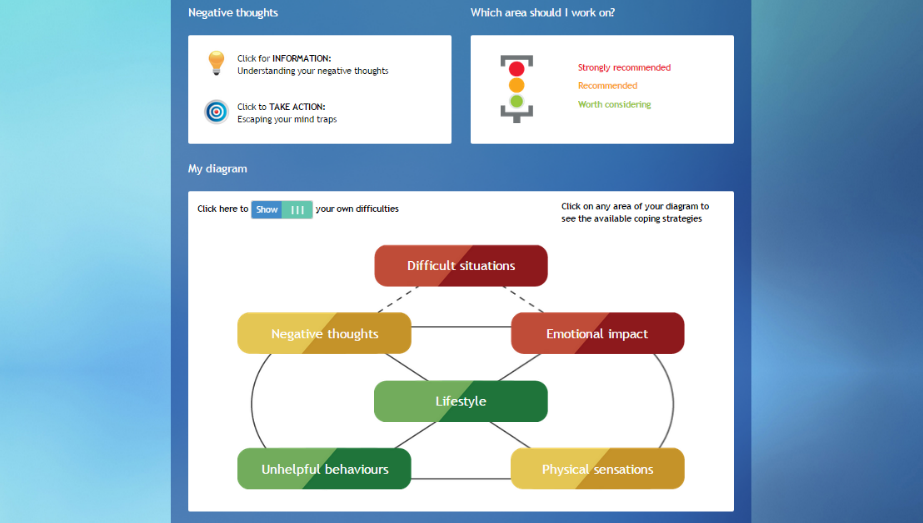 Negative thoughts
Which area should I work on?
Click for INFORMATION:
Understanding your negative thoughts
Click to TAKE ACTION:
Escaping your mind traps
Strongly recommended
Recommended
Worth considering
My diagram
Click here to Show your own difficulties
Click on any area of your diagram to
see the available coping strategies
Difficult situations
Negative thoughts
Emotional impact
Lifestyle
Unhelpful behaviours
Physical sensations